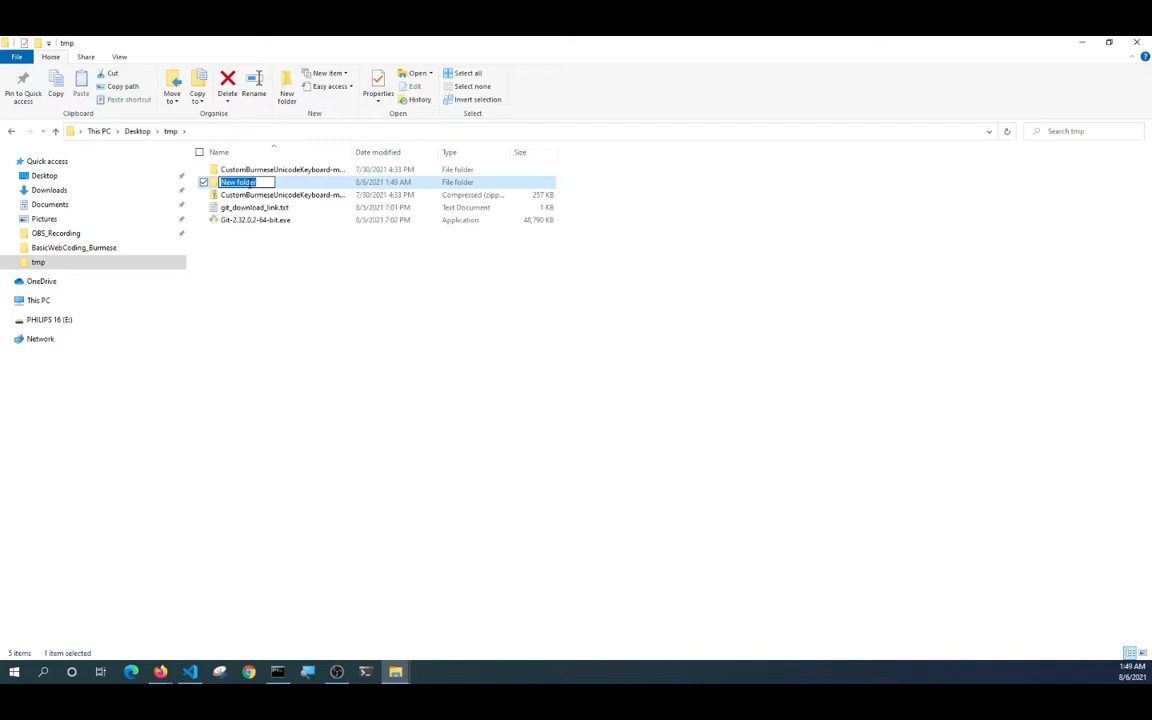 tmp
File Home Share View
Pin to Quick access
Copy
Paste
Cut
Copy path
Paste shortcut
Clipboard
Move to
Copy to
Delete
Rename
Organise
New folder
New item
Easy access
New
Properties
Open
Edit
History
Open
Select all
Select none
Invert selection
Select
This PC > Desktop > tmp >
Search tmp
Quick access
Desktop
Downloads
Documents
Pictures
OBS_Recording
BasicWebCoding_Burmese
tmp
OneDrive
This PC
PHILIPS 16 (E:)
Network
Name Date modified Type Size
CustomBurmeseUnicodeKeyboard-m... 7/30/2021 4:33 PM File folder
New folder 8/6/2021 1:49 AM File folder
CustomBurmeseUnicodeKeyboard-m... 7/30/2021 4:33 PM Compressed (zipp... 257 KB
git_download_link.txt 8/5/2021 7:01 PM Text Document 1 KB
Git-2.32.0.2-64-bit.exe 8/5/2021 7:02 PM Application 48,790 KB
5 items 1 item selected
1:49 AM
8/6/2021